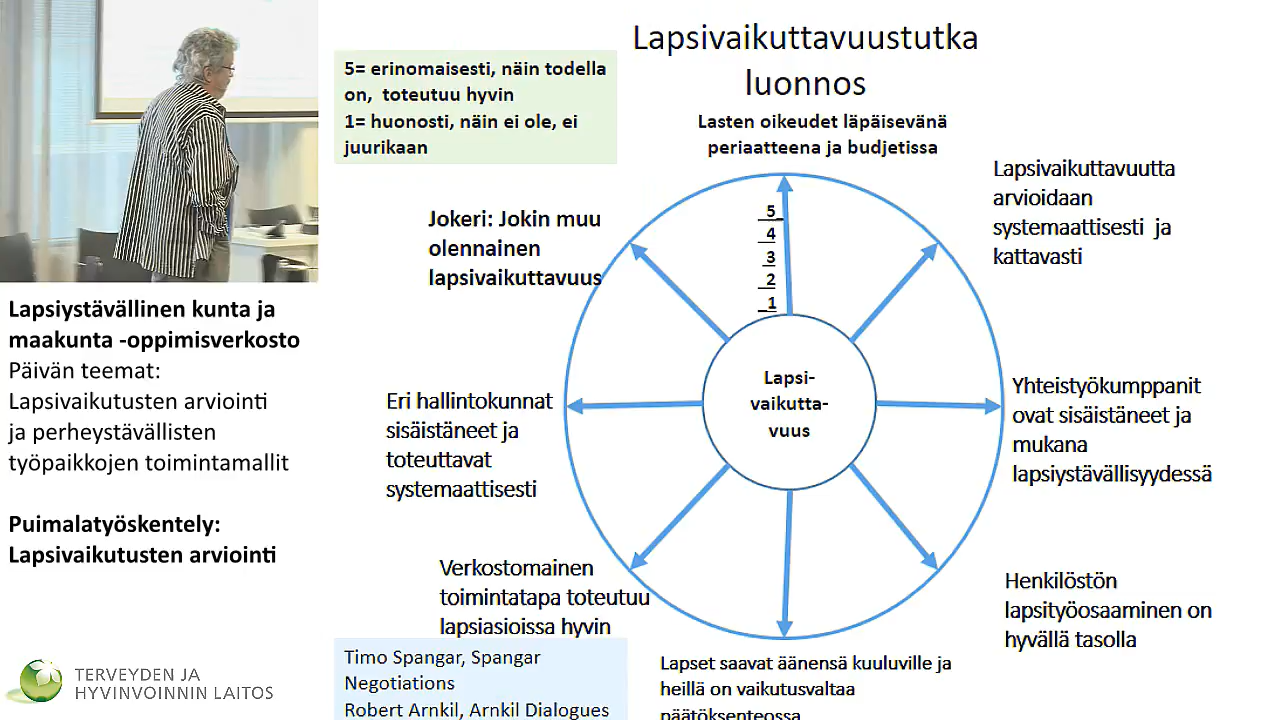 Lapsivaikuttavuustutka
luonnos
5= erinomaisesti, näin todella
on, toteutuu hyvin
1= huonosti, näin ei ole, ei
juurikaan
Lasten oikeudet läpäisevänä
periaatteena ja budjetissa
Lapsivaikuttavuutta
arvioidaan
systemaattisesti ja
kattavasti
Jokeri: Jokin muu
olennainen
lapsivaikuttavuus
5
4
3
2
1
Lapsi-
vaikutta-
vuus
Yhteistyökumppanit
ovat sisäistäneet ja
mukana
lapsiystävällisyydessä
Eri hallintokunnat
sisäistäneet ja
toteuttavat
systemaattisesti
Henkilöstön
lapsityöosaaminen on
hyvällä tasolla
Verkostomainen
toimintatapa toteutuu
lapsiasioissa hyvin
Lapset saavat äänensä kuuluville ja
heillä on vaikutusvaltaa
päätöksenteossa
Timo Spangar, Spangar
Negotiations
Robert Arnkil, Arnkil Dialogues
Lapsiystävällinen kunta ja
maakunta -oppimisverkosto
Päivän teemat:
Lapsivaikutusten arviointi
ja perheystävällisten
työpaikkojen toimintamallit
Puimalatyöskentely:
Lapsivaikutusten arviointi
TERVEYDEN JA
HYVINVOINNIN LAITOS